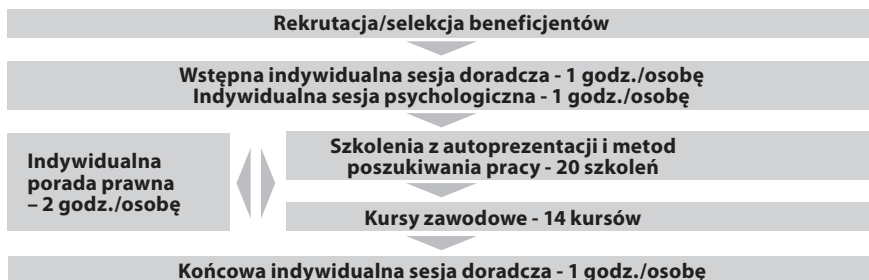 Rekrutacja/selekcja beneficjentów
Wstępna indywidualna sesja doradcza - 1 godz./osobę
Indywidualna sesja psychologiczna - 1 godz./osobę
Indywidualna
porada prawna
– 2 godz./osobę
Szkolenia z autoprezentacji i metod
poszukiwania pracy - 20 szkoleń
Kursy zawodowe - 14 kursów
Końcowa indywidualna sesja doradcza - 1 godz./osobę